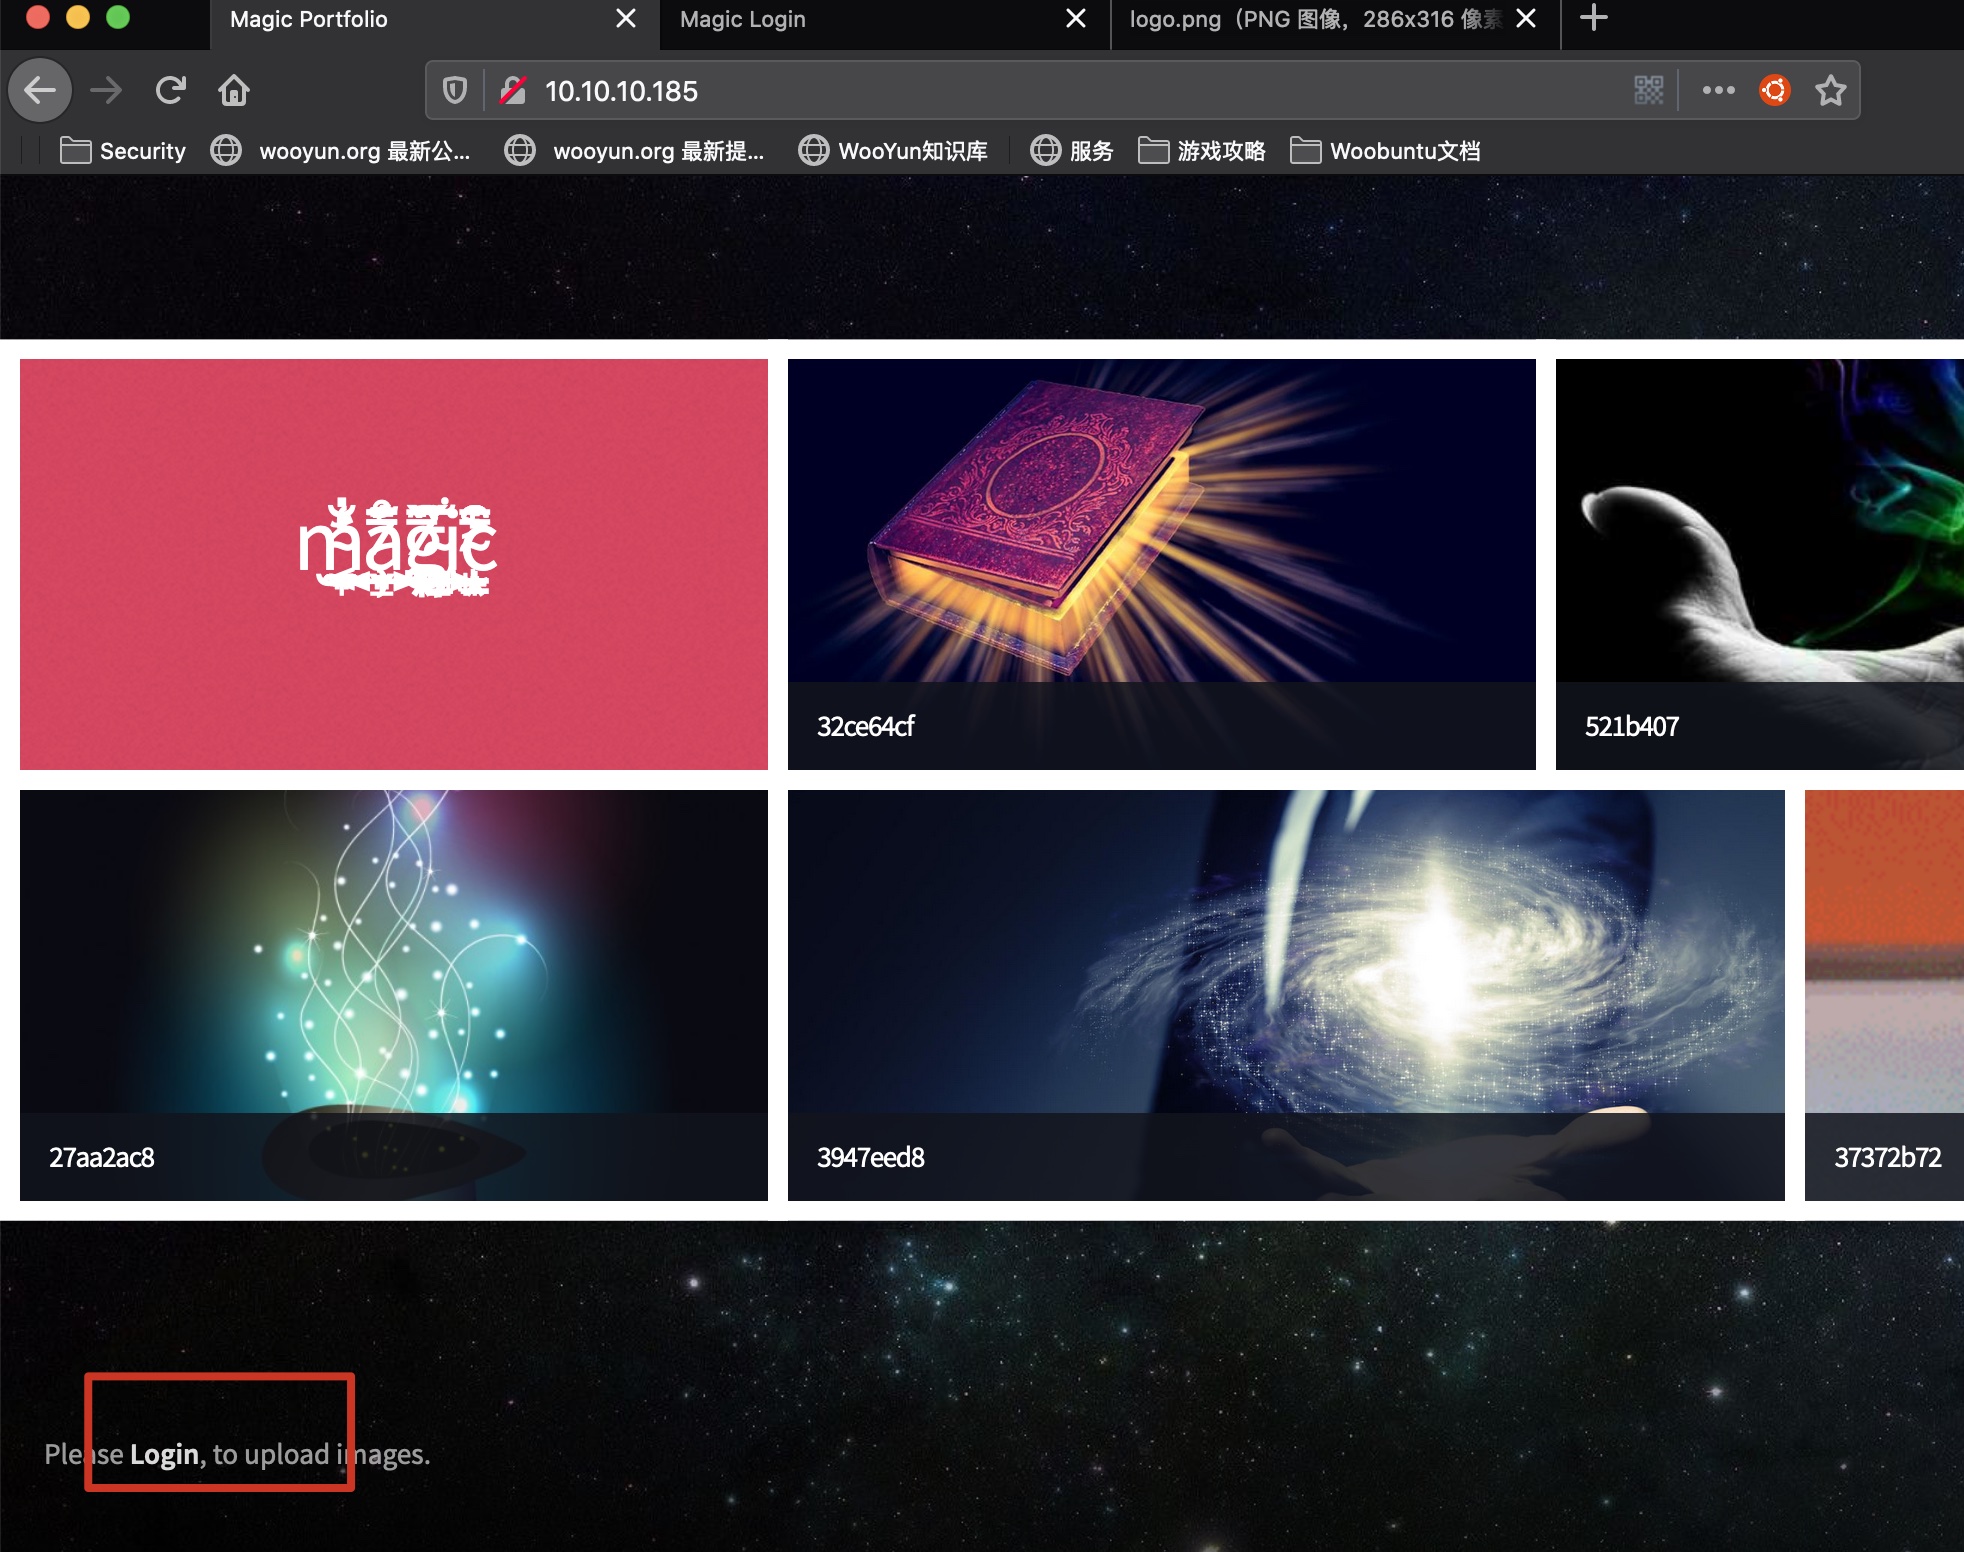 Magic Portfolio
Magic Login
logo.png（PNG 图像，286x316 像素
10.10.10.185
Security
wooyun.org 最新公...
wooyun.org 最新提...
WooYun知识库
服务
游戏攻略
Woobuntu文档
magic
32ce64cf
521b407
27aa2ac8
3947eed8
37372b72
Please Login, to upload images.